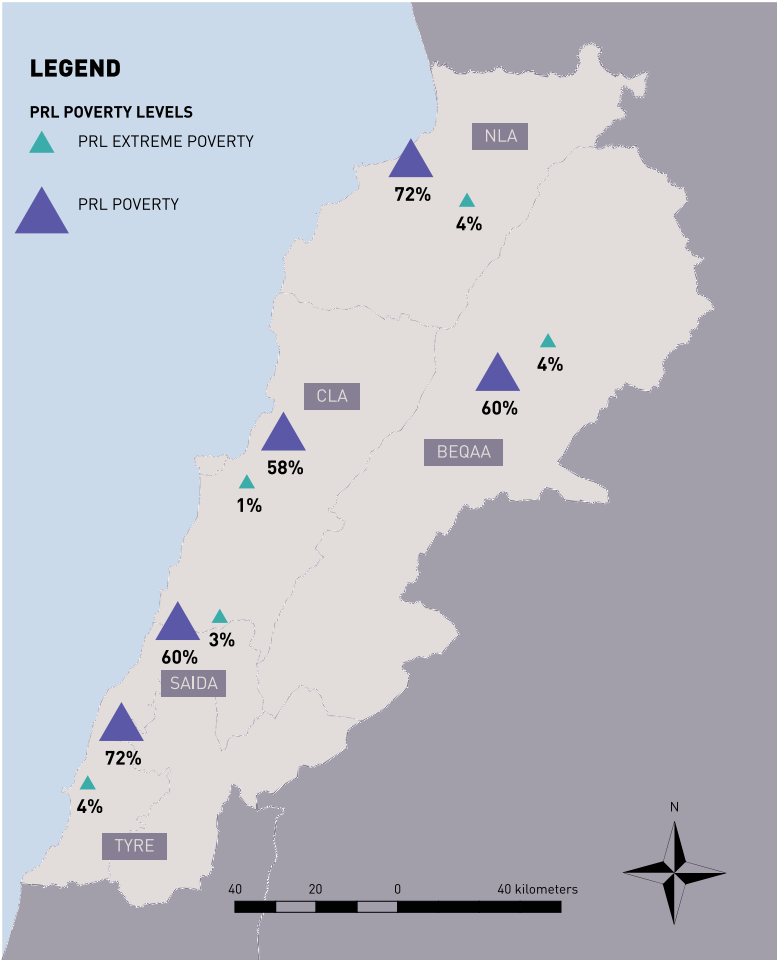 LEGEND
PRL POVERTY LEVELS
PRL EXTREME POVERTY
PRL POVERTY
NLA
72%
4%
4%
60%
CLA
BEQAA
58%
1%
3%
60%
SAIDA
72%
4%
TYRE
N
40 20 0 40 kilometers